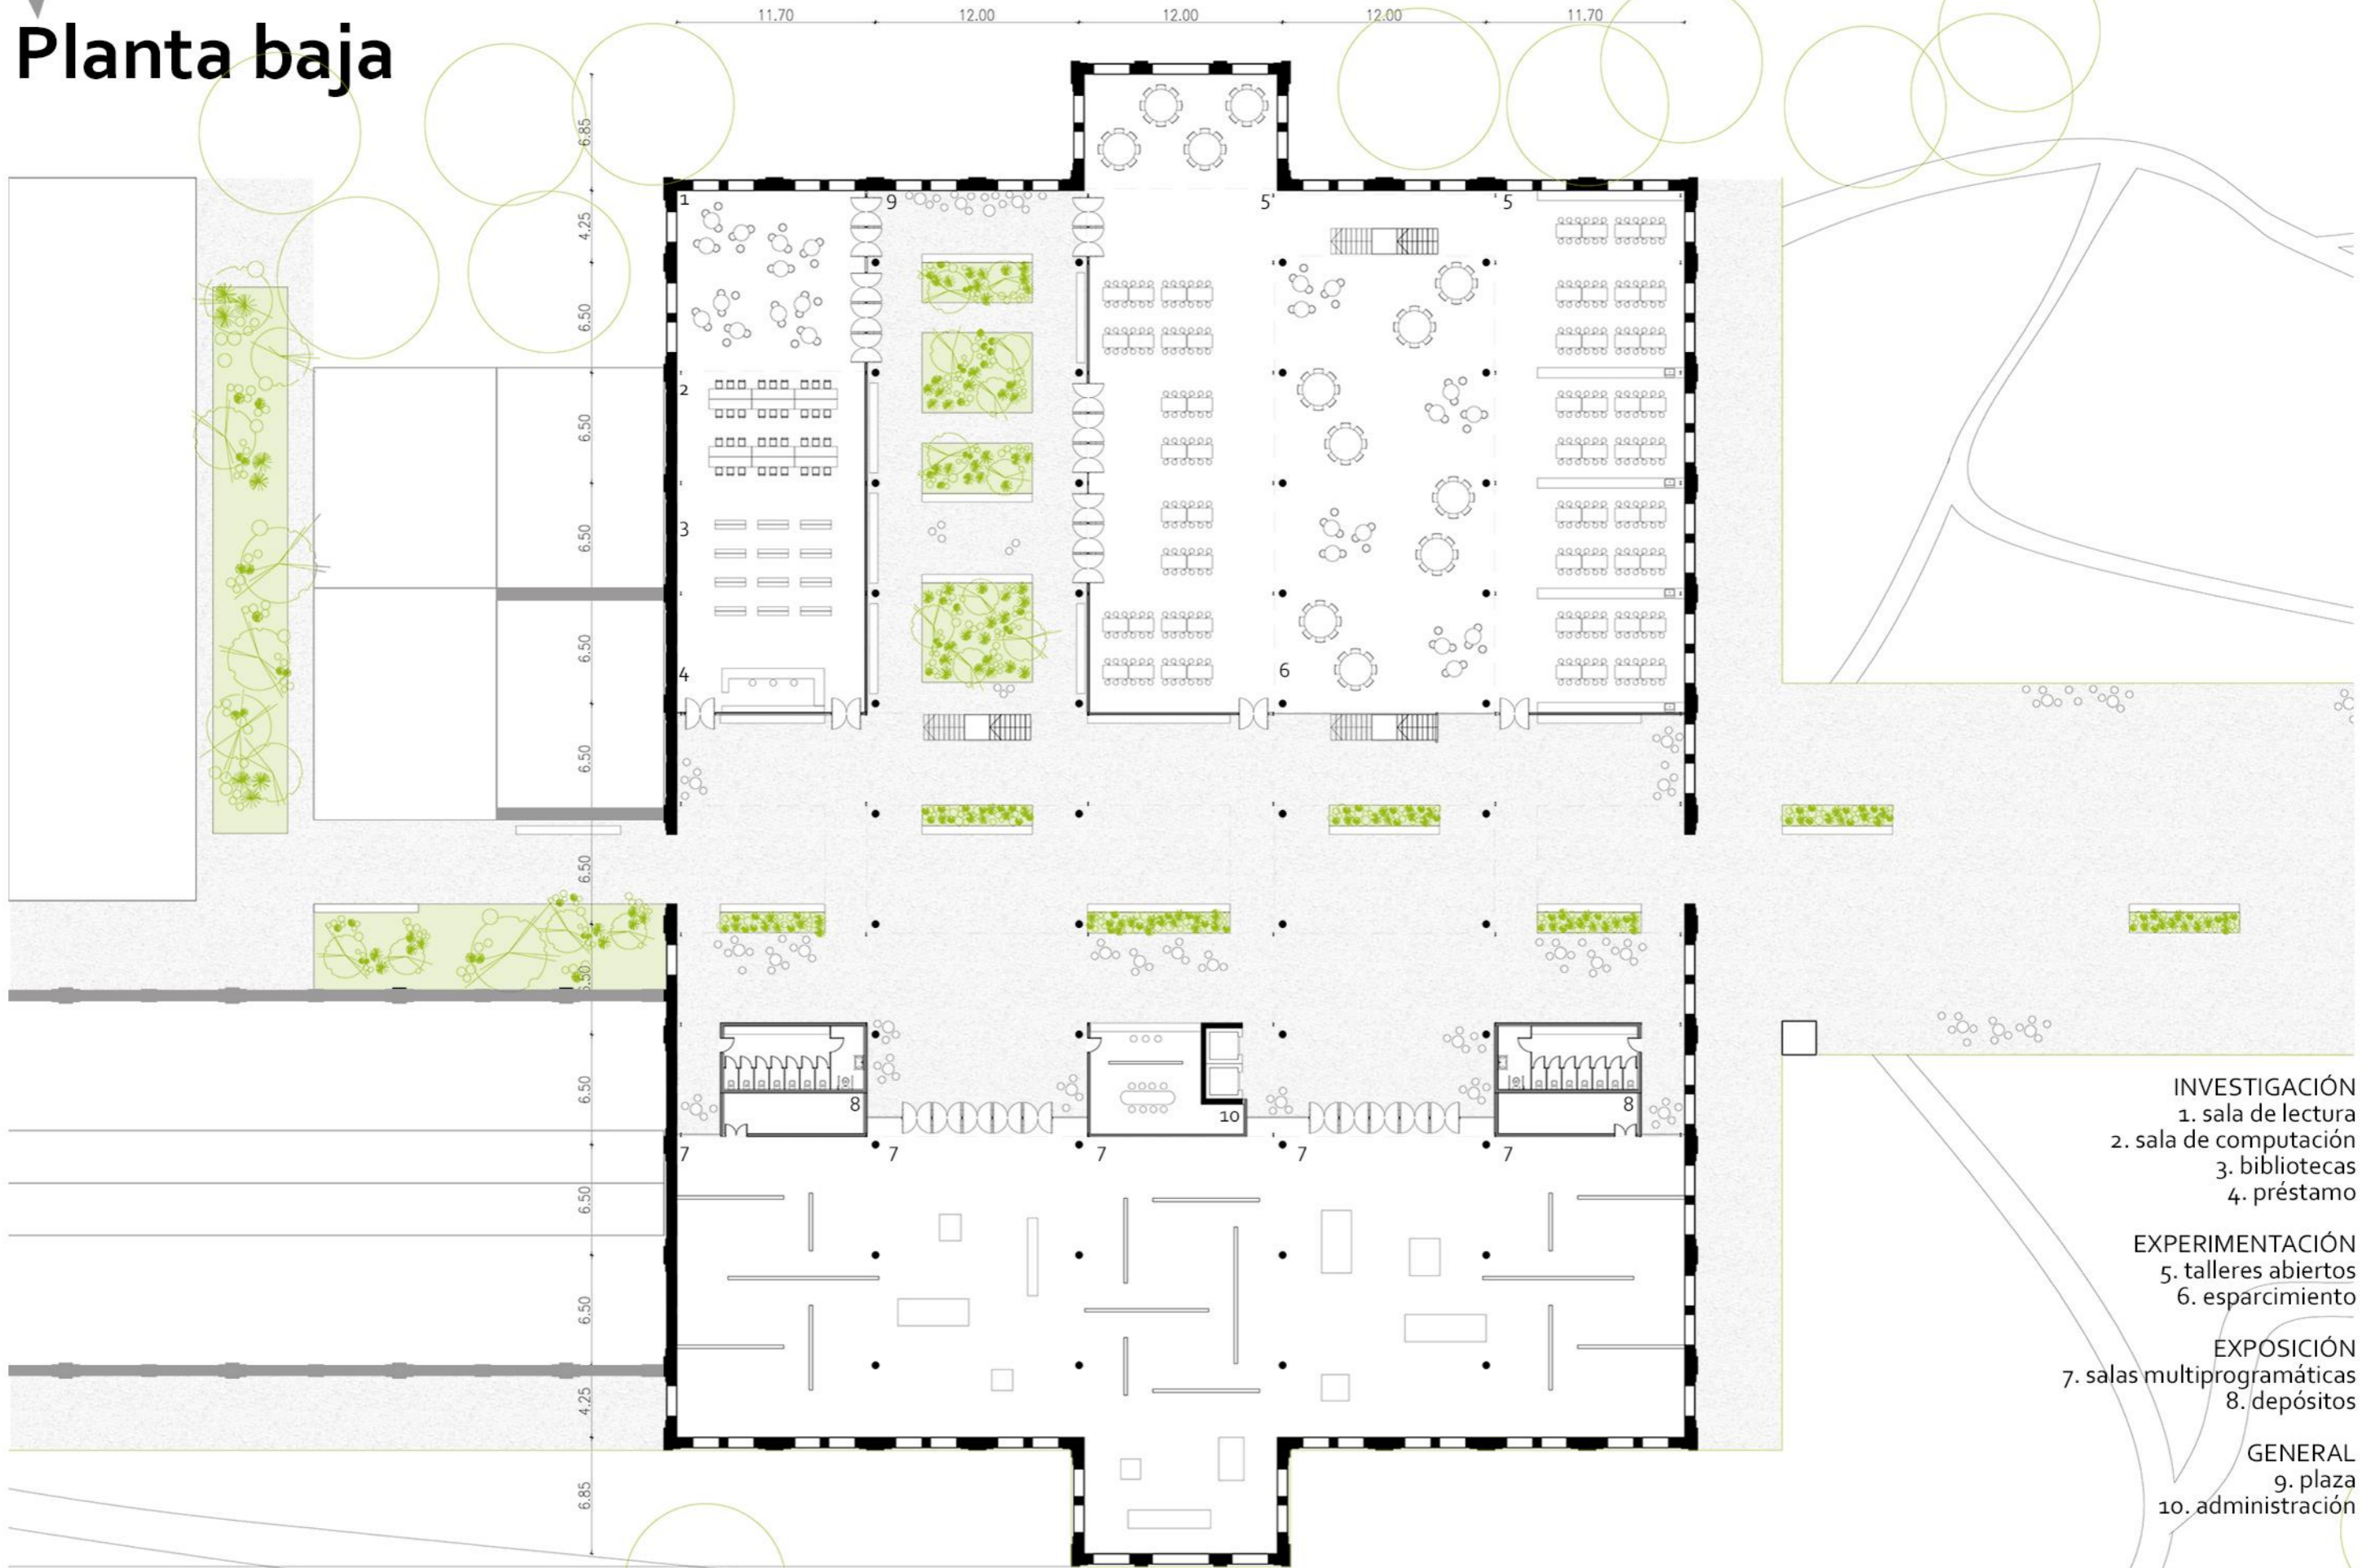 Planta baja
11.70 12.00 12.00 12.00 11.70
6.85
4.25
6.50
6.50
6.50
6.50
6.50
6.50
6.50
6.50
6.50
6.50
4.25
6.85
1
9
5
5
2
3
4
6
8
10
8
7
7
7
7
7
INVESTIGACIÓN
1. sala de lectura
2. sala de computación
3. bibliotecas
4. préstamo
EXPERIMENTACIÓN
5. talleres abiertos
6. esparcimiento
EXPOSICIÓN
7. salas multiprogramáticas
8. depósitos
GENERAL
9. plaza
10. administración